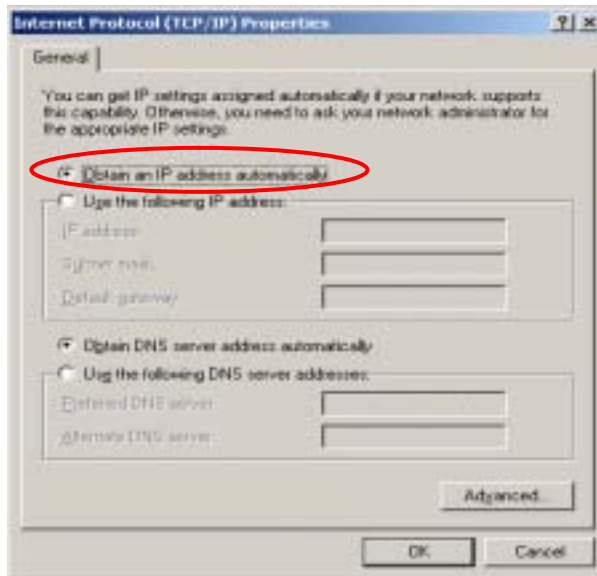 Internet Protocol (TCP/IP) Properties
General
You can get IP settings assigned automatically if your network supports
this capability. Otherwise, you need to ask your network administrator for
the appropriate IP settings.
Obtain an IP address automatically
Use the following IP address:
IP address:
Subnet mask:
Default gateway:
Obtain DNS server address automatically
Use the following DNS server addresses:
Preferred DNS server:
Alternate DNS server:
Advanced...
OK
Cancel